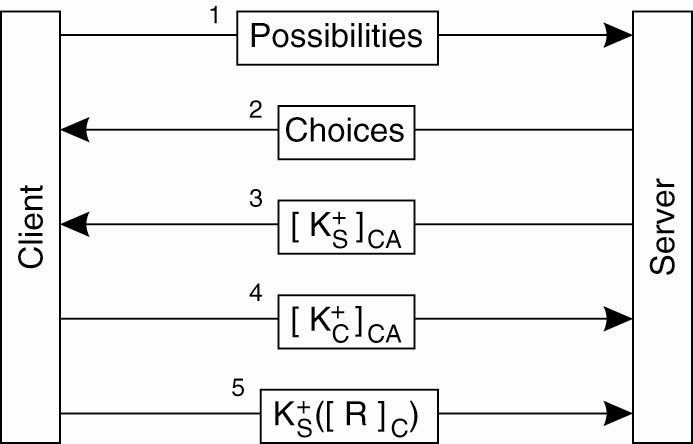 1
Possibilities
2
Choices
3
[ K⁺S ]CA
4
[ K⁺C ]CA
5
K⁺S([ R ]C)
Client
Server